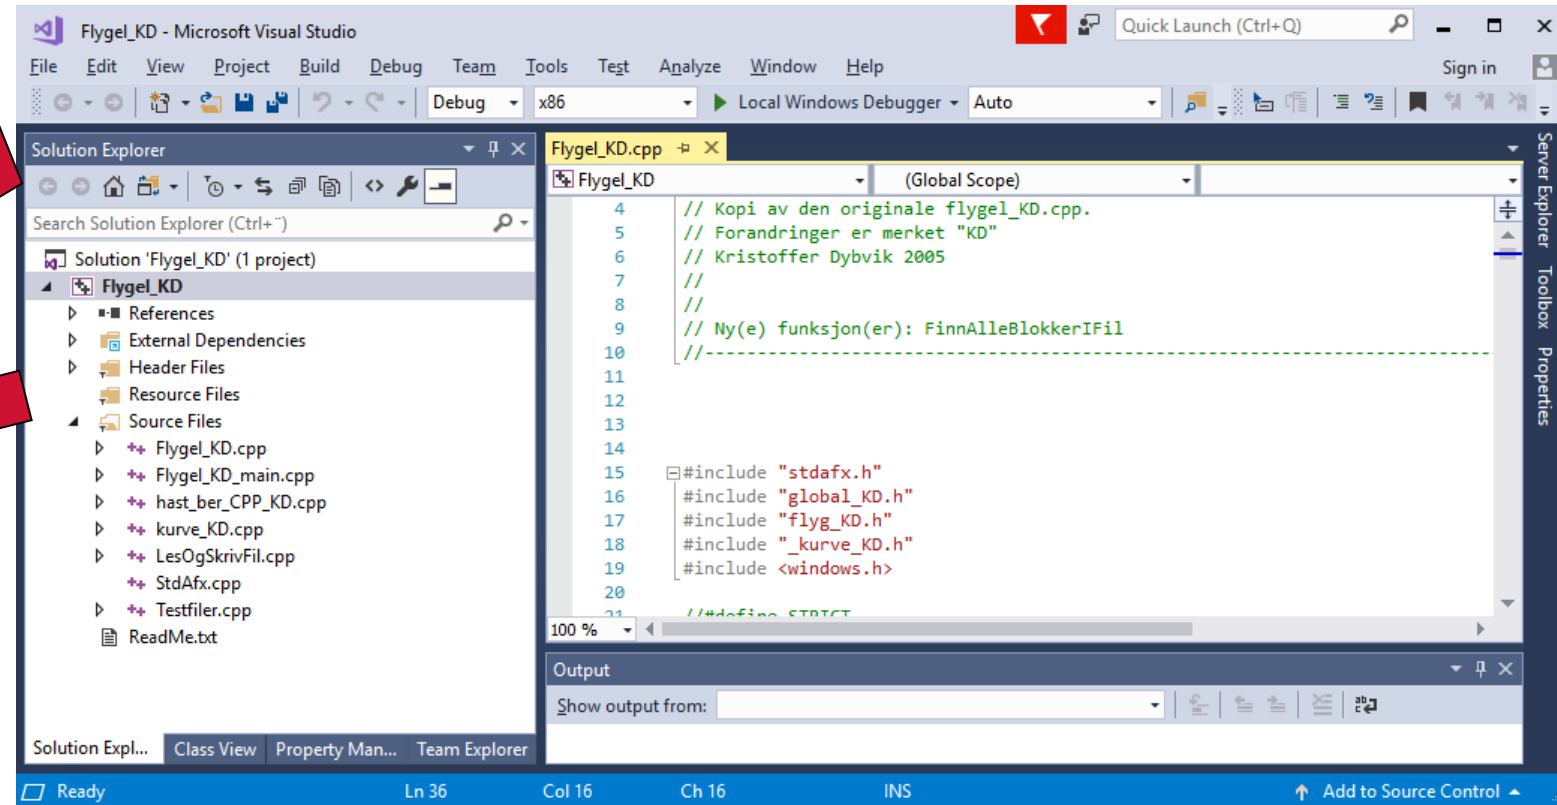 Flygel_KD - Microsoft Visual Studio
Quick Launch (Ctrl+Q)
File Edit View Project Build Debug Team Tools Test Analyze Window Help
Sign in
Debug x86 Local Windows Debugger Auto
Solution Explorer
Search Solution Explorer (Ctrl+¨)
Solution 'Flygel_KD' (1 project)
Flygel_KD
References
External Dependencies
Header Files
Resource Files
Source Files
Flygel_KD.cpp
Flygel_KD_main.cpp
hast_ber_CPP_KD.cpp
kurve_KD.cpp
LesOgSkrivFil.cpp
StdAfx.cpp
Testfiler.cpp
ReadMe.txt
Solution Expl... Class View Property Man... Team Explorer
Flygel_KD.cpp
Flygel_KD (Global Scope)
4 // Kopi av den originale flygel_KD.cpp.
5 // Forandringer er merket "KD"
6 // Kristoffer Dybvik 2005
7 //
8 //
9 // Ny(e) funksjon(er): FinnAlleBlokkerIFil
10 //---------------------------------------------------------------------------
11
12
13
14
15 #include "stdafx.h"
16 #include "global_KD.h"
17 #include "flyg_KD.h"
18 #include "_kurve_KD.h"
19 #include <windows.h>
20
21 //#define STRICT
100 %
Output
Show output from:
Server Explorer
Toolbox
Properties
Ready Ln 36 Col 16 Ch 16 INS Add to Source Control